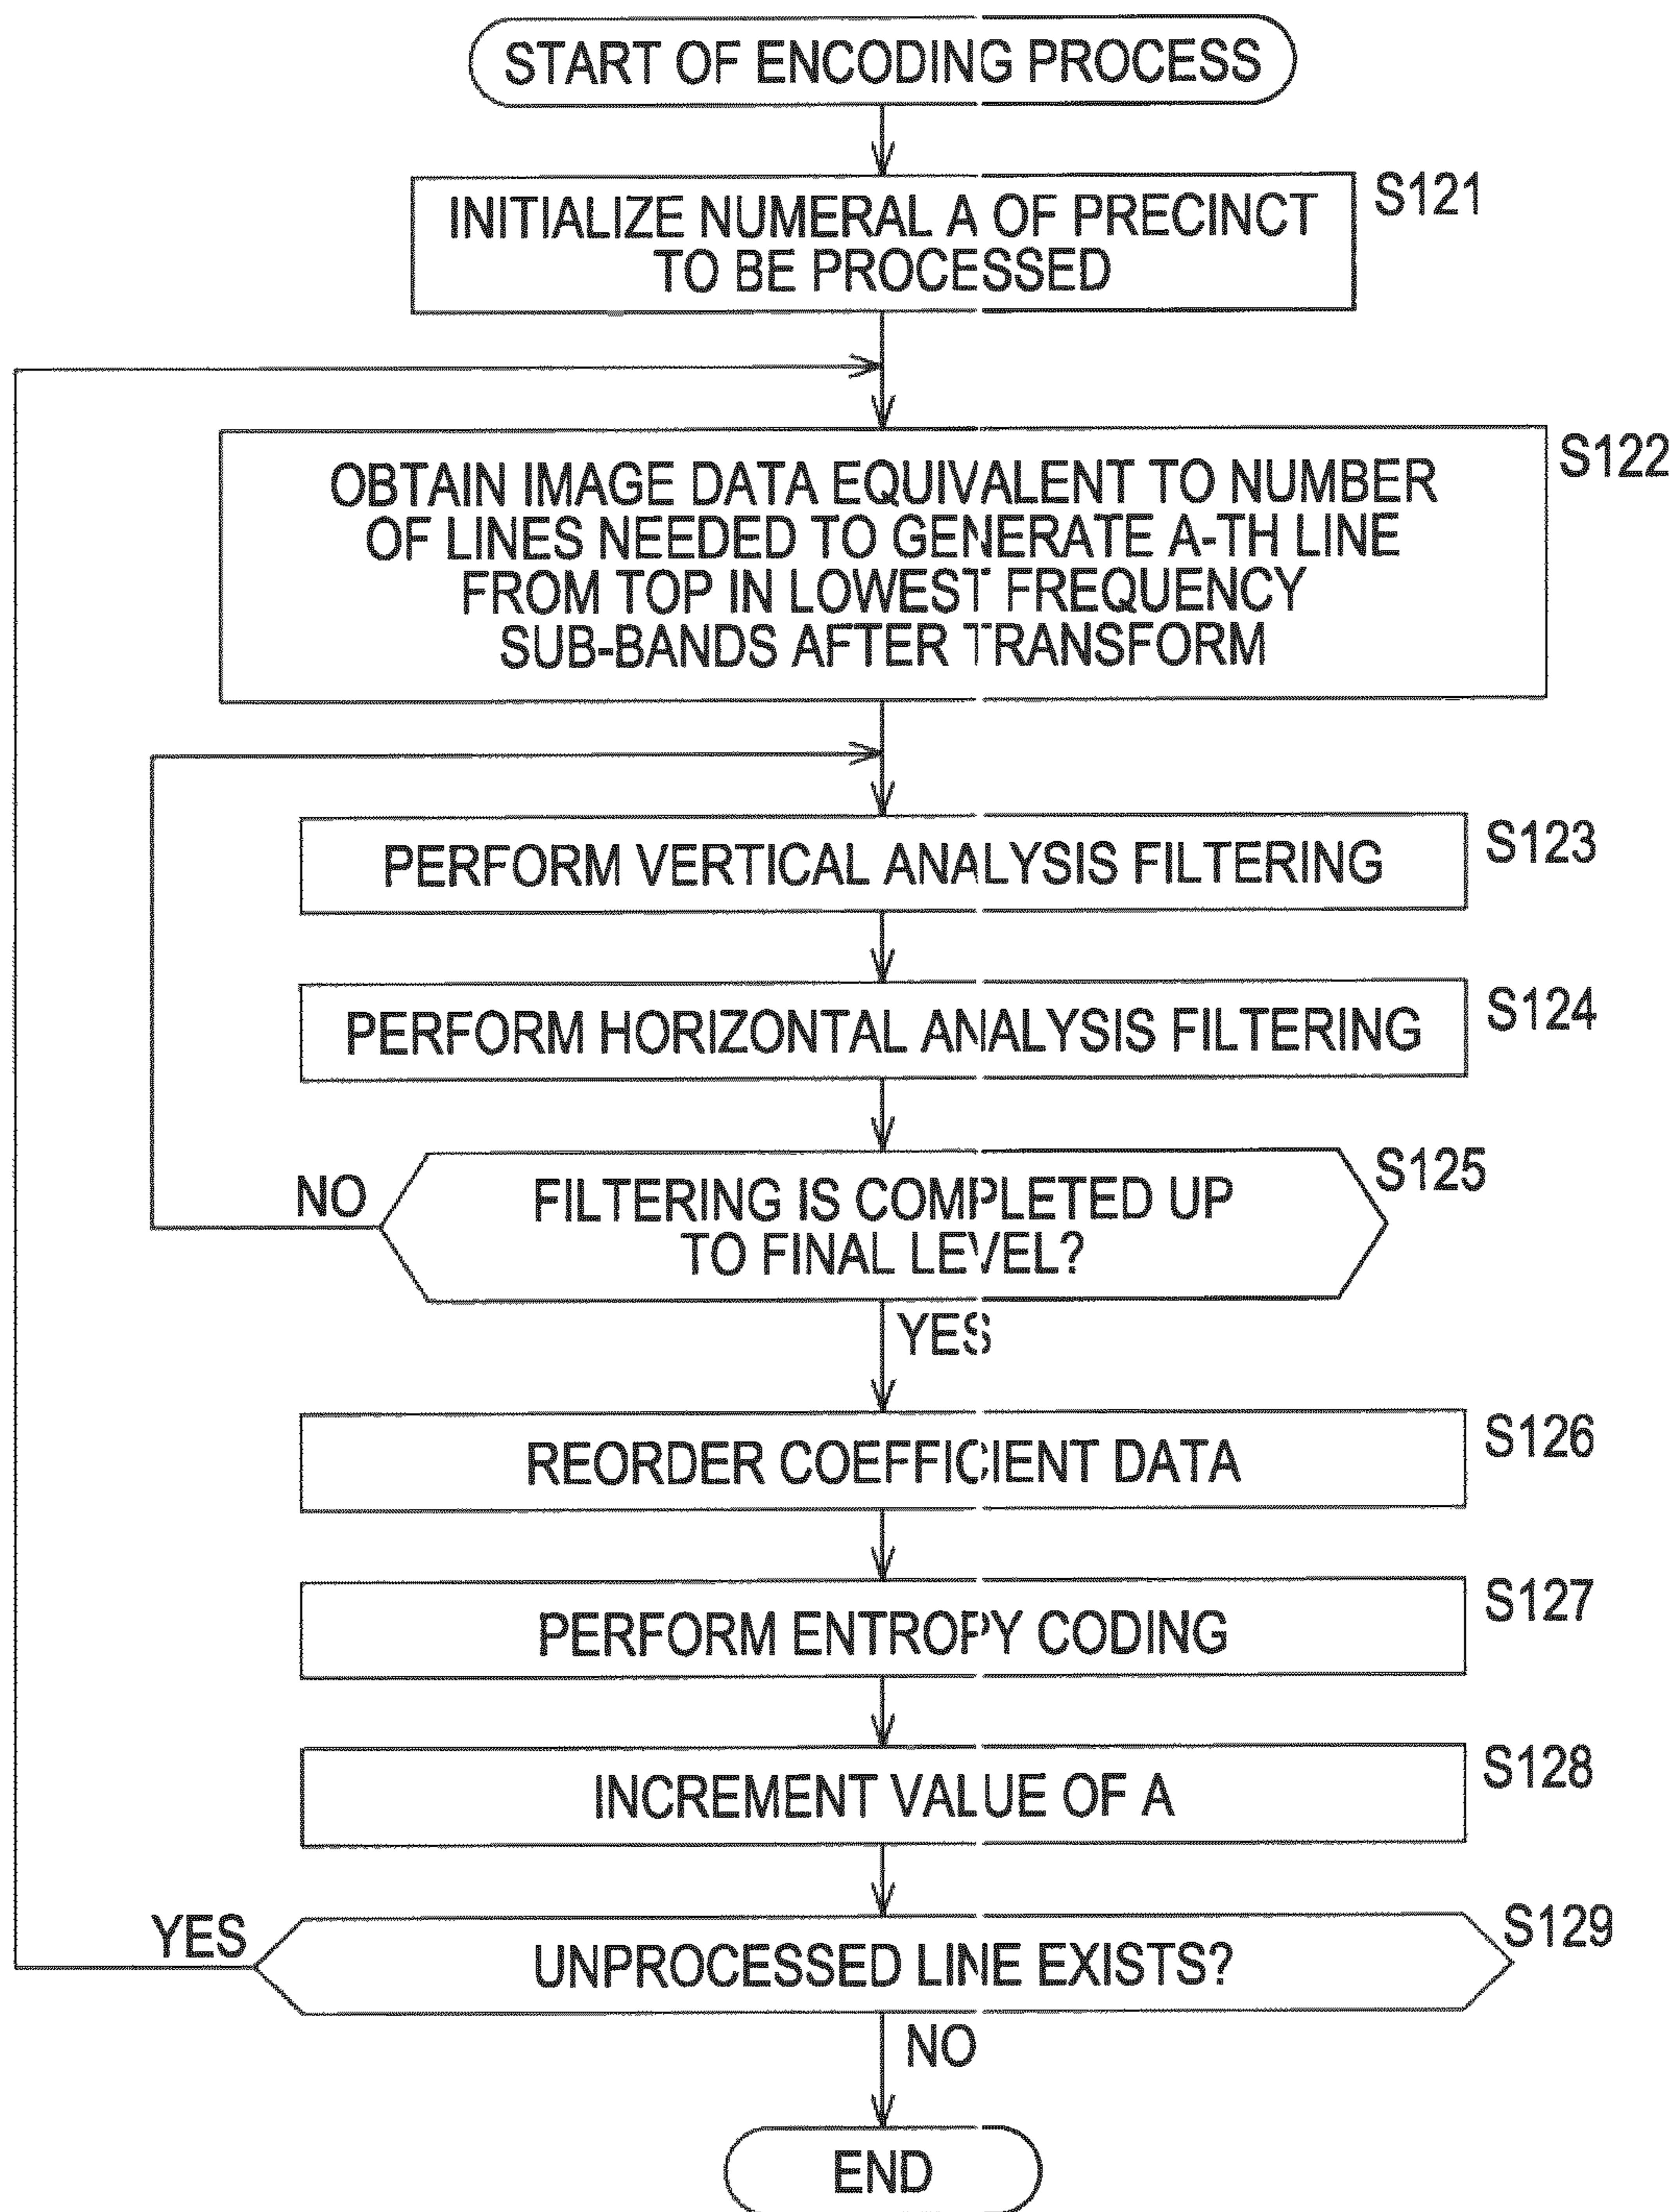 START OF ENCODING PROCESS
INITIALIZE NUMERAL A OF PRECINCT
TO BE PROCESSED
S121
OBTAIN IMAGE DATA EQUIVALENT TO NUMBER
OF LINES NEEDED TO GENERATE A-TH LINE
FROM TOP IN LOWEST FREQUENCY
SUB-BANDS AFTER TRANSFORM
S122
PERFORM VERTICAL ANALYSIS FILTERING
S123
PERFORM HORIZONTAL ANALYSIS FILTERING
S124
NO
FILTERING IS COMPLETED UP
TO FINAL LEVEL?
S125
YES
REORDER COEFFICIENT DATA
S126
PERFORM ENTROPY CODING
S127
INCREMENT VALUE OF A
S128
YES
UNPROCESSED LINE EXISTS?
S129
NO
END